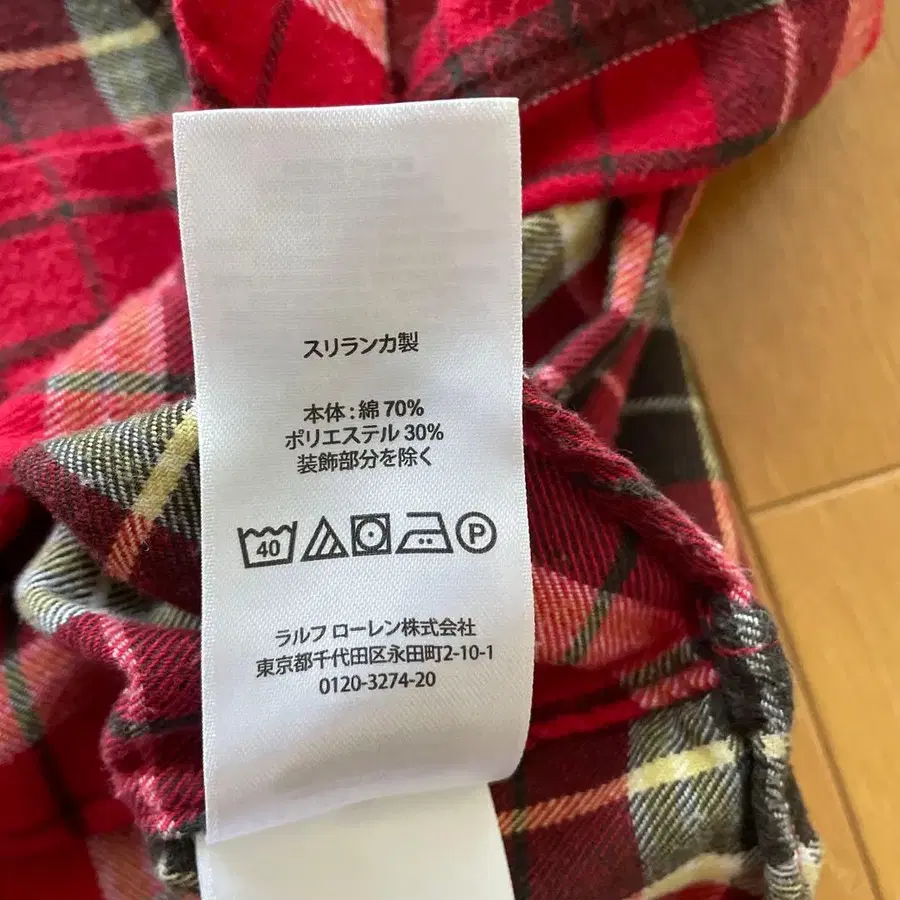 スリランカ製
本体 : 綿 70%
ポリエステル 30%
装飾部分を除く
40 P
ラルフ ローレン株式会社
東京都千代田区永田町2-10-1
0120-3274-20